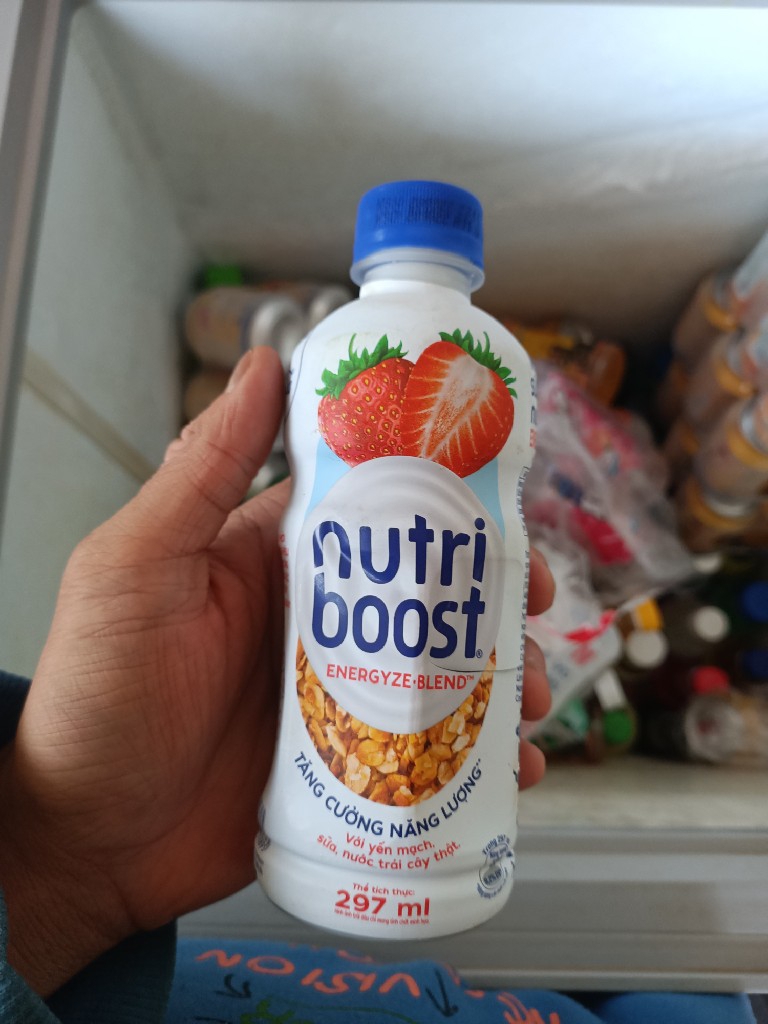 nutri
boost®
ENERGYZE•BLEND™
TĂNG CƯỜNG NĂNG LƯỢNG**
Với yến mạch,
sữa, nước trái cây thật
Thể tích thực:
297 ml
VISION